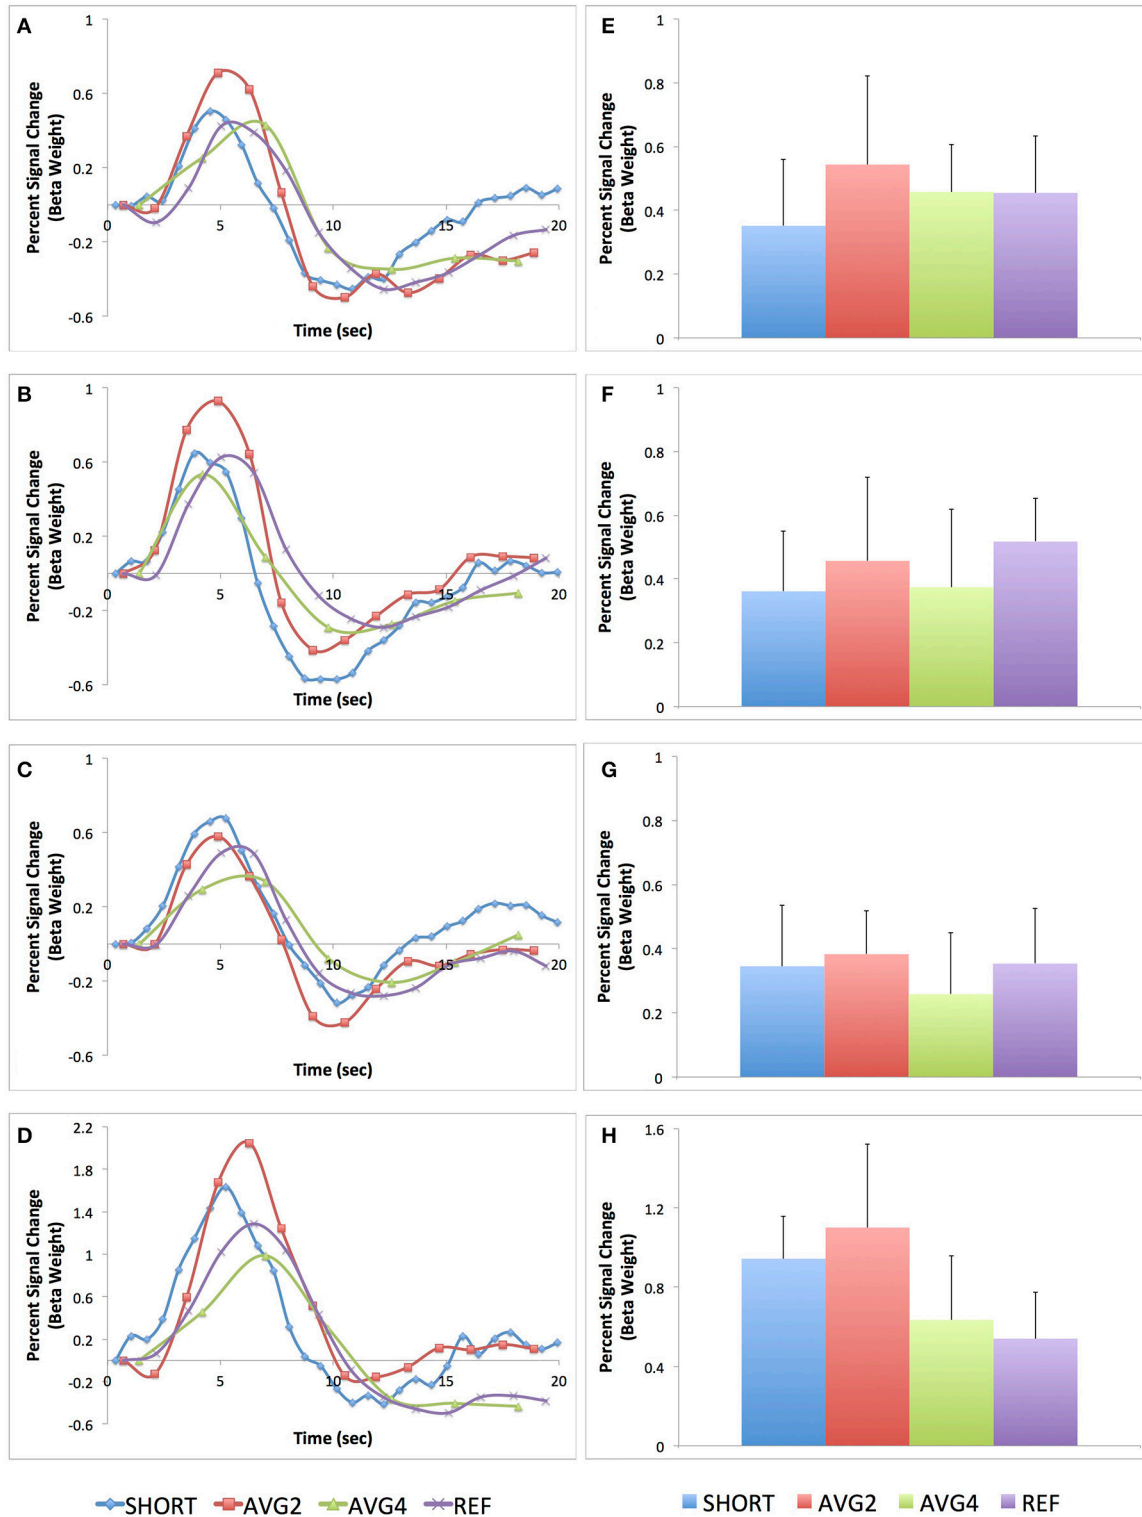 A
Percent Signal Change
(Beta Weight)
1
0.6
0.2
-0.2
-0.6
0 5 10 15 20
Time (sec)
E
Percent Signal Change
(Beta Weight)
1
0.8
0.6
0.4
0.2
0
B
Percent Signal Change
(Beta Weight)
1
0.6
0.2
-0.2
-0.6
0 5 10 15 20
Time (sec)
F
Percent Signal Change
(Beta Weight)
1
0.8
0.6
0.4
0.2
0
C
Percent Signal Change
(Beta Weight)
1
0.6
0.2
-0.2
-0.6
0 5 10 15 20
Time (sec)
G
Percent Signal Change
(Beta Weight)
1
0.8
0.6
0.4
0.2
0
D
Percent Signal Change
(Beta Weight)
2.2
1.8
1.4
1
0.6
0.2
-0.2
-0.6
0 5 10 15 20
Time (sec)
H
Percent Signal Change
(Beta Weight)
1.6
1.2
0.8
0.4
0
SHORT AVG2 AVG4 REF
SHORT AVG2 AVG4 REF